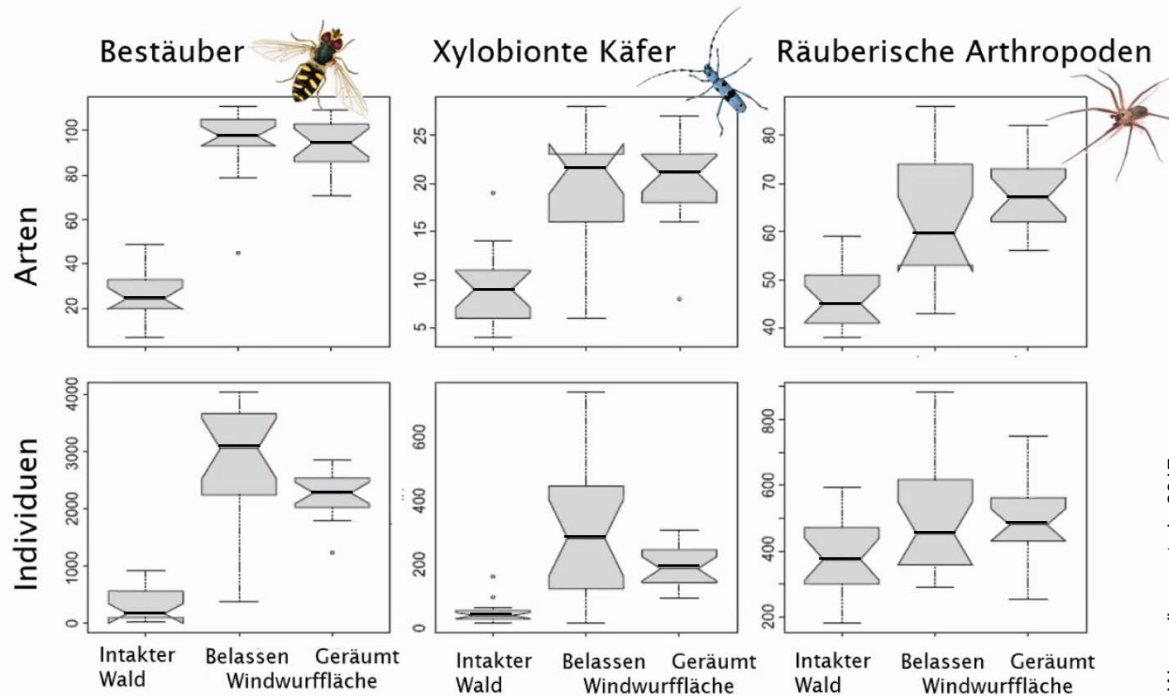 Bestäuber
Xylobionte Käfer
Räuberische Arthropoden
Arten
20 40 60 80 100
5 10 15 20 25
40 50 60 70 80
Individuen
0 1000 2000 3000 4000
0 200 400 600
200 400 600 800
Intakter Wald
Belassen Geräumt
Windwurffläche
Intakter Wald
Belassen Geräumt
Windwurffläche
Intakter Wald
Belassen Geräumt
Windwurffläche